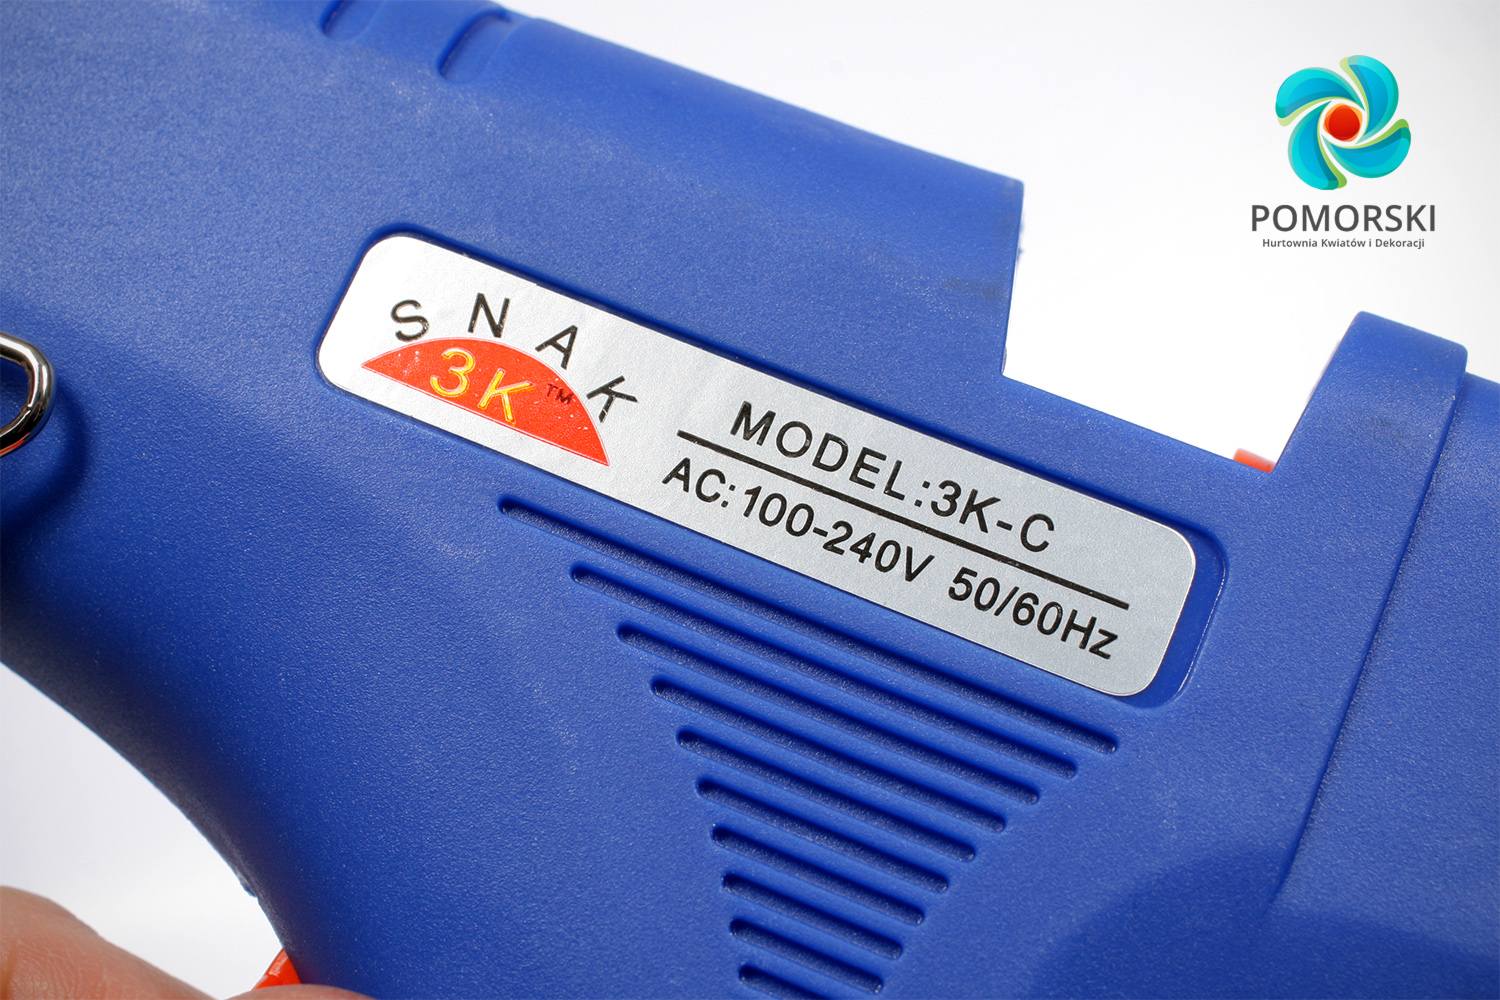 SNAK
3K™
MODEL:3K-C
AC:100-240V 50/60Hz
POMORSKI
Hurtownia Kwiatów i Dekoracji